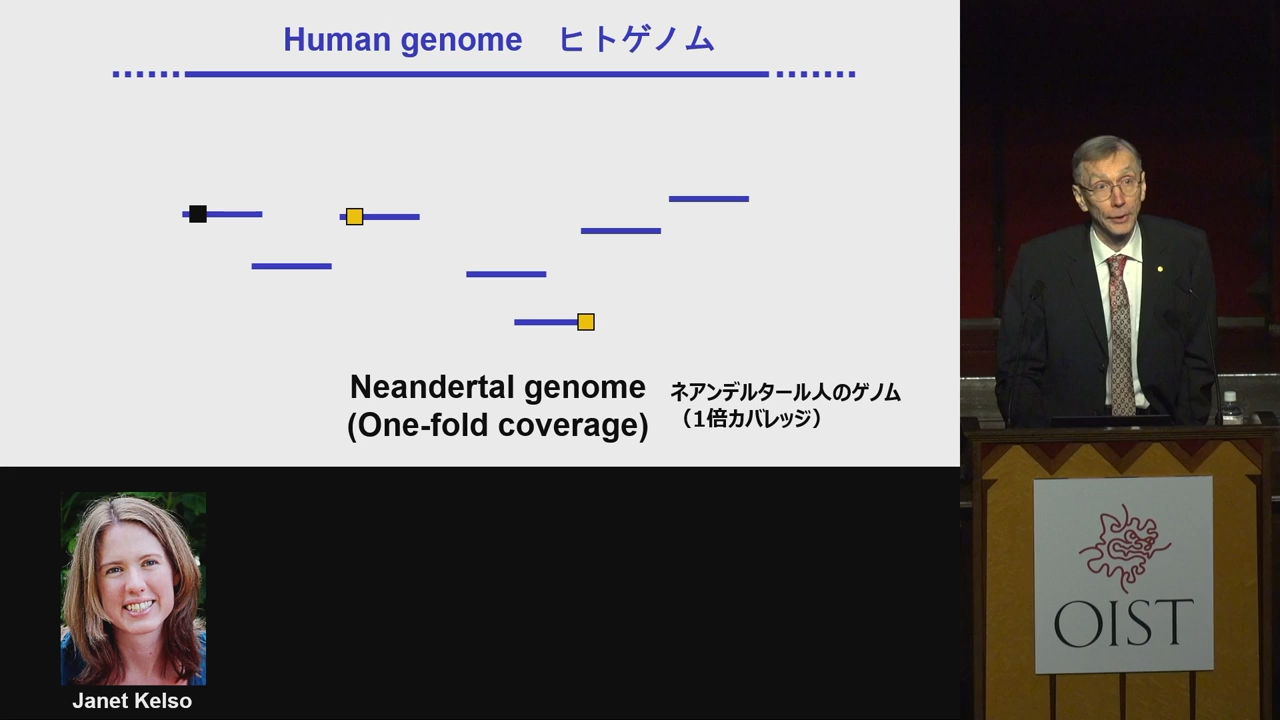 Human genome ヒトゲノム
Neandertal genome
(One-fold coverage)
ネアンデルタール人のゲノム
（1倍カバレッジ）
Janet Kelso
OIST